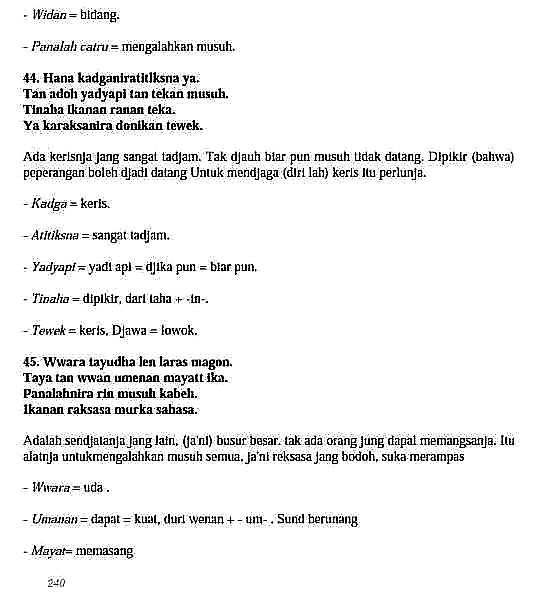 - Widan = bidang.
- Panalah catru = mengalahkan musuh.
44. Hana kadganiratitiksna ya.
Tan adoh yadyapi tan tekan musuh.
Tinaha ikanan ranan teka.
Ya karaksanira donikan tewek.
Ada kerisnja jang sangat tadjam. Tak djauh biar pun musuh tidak datang. Dipikir (bahwa)
peperangan boleh djadi datang Untuk mendjaga (diri lah) keris itu perlunja.
- Kadga = keris.
- Atitiksna = sangat tadjam.
- Yadyapi = yadi api = djika pun = biar pun.
- Tinaha = dipikir, dari taha + -in-.
- Tewek = keris, Djawa = lowok.
45. Wwara tayudha len laras magon.
Taya tan wwan umenan mayatt ika.
Panalahnira rin musuh kabeh.
Ikanan raksasa murka sahasa.
Adalah sendjatanja jang lain, (ja'ni) busur besar. tak ada orang jung dapat memangsanja. Itu
alatnja untukmengalahkan musuh semua, ja'ni reksasa jang bodoh, suka merampas
- Wwara = uda .
- Umanan = dapat = kuat, duri wenan + - um- . Sund berunang
- Mayat= memasang
240